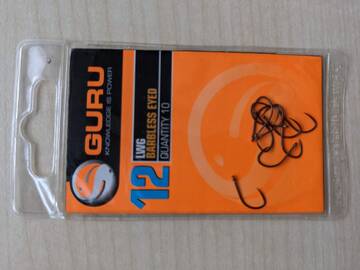 GURU
KNOWLEDGE IS POWER
12
LWG
BARBLESS EYED
QUANTITY 10